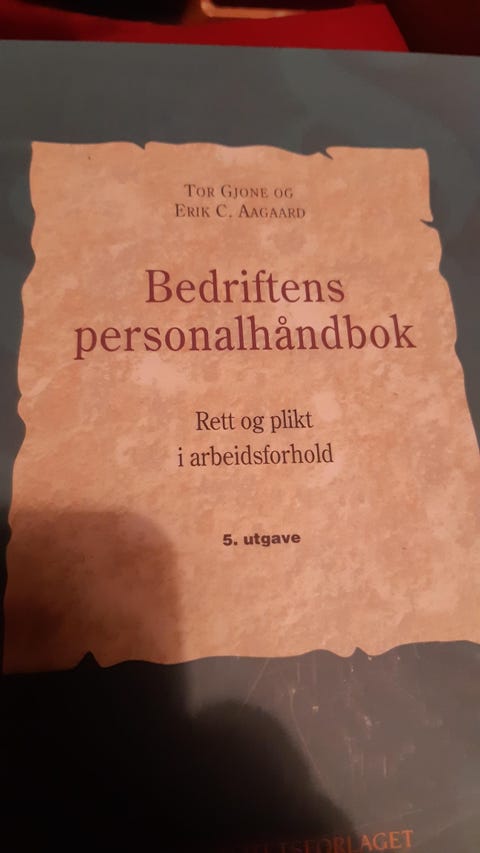 TOR GJONE OG
ERIK C. AAGAARD
Bedriftens
personalhåndbok
Rett og plikt
i arbeidsforhold
5. utgave